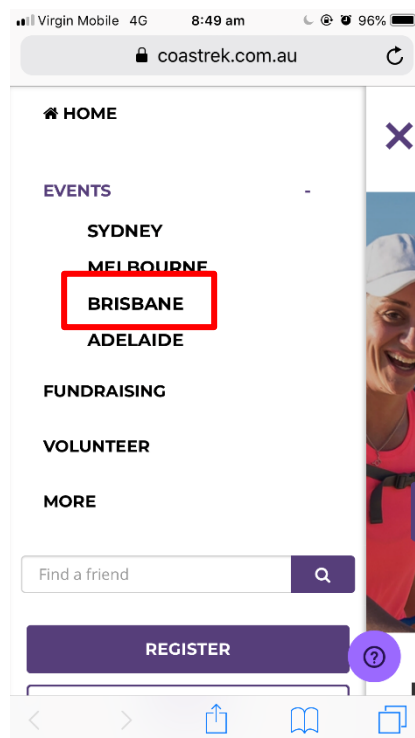 Virgin Mobile 4G 8:49 am 96%
coastrek.com.au
HOME
EVENTS -
SYDNEY
MELBOURNE
BRISBANE
ADELAIDE
FUNDRAISING
VOLUNTEER
MORE
Find a friend
REGISTER